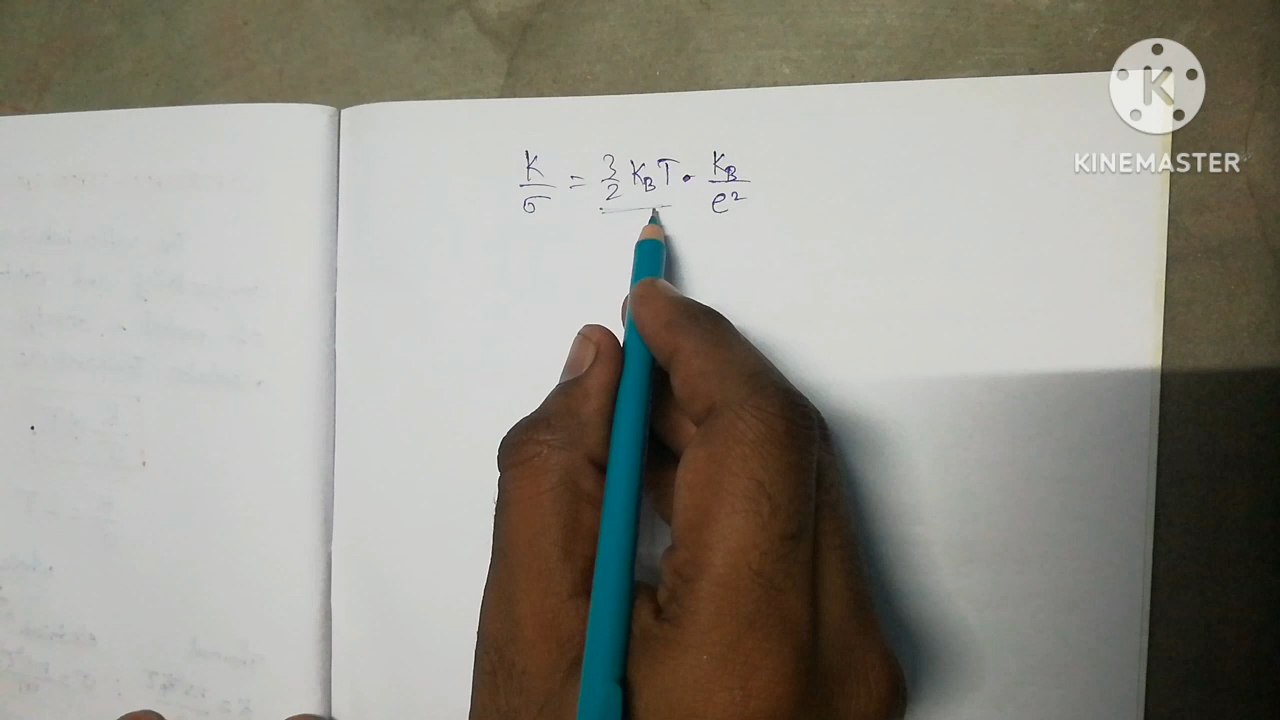 K/σ = 3/2 K_B T · K_B/e²
K
KINEMASTER